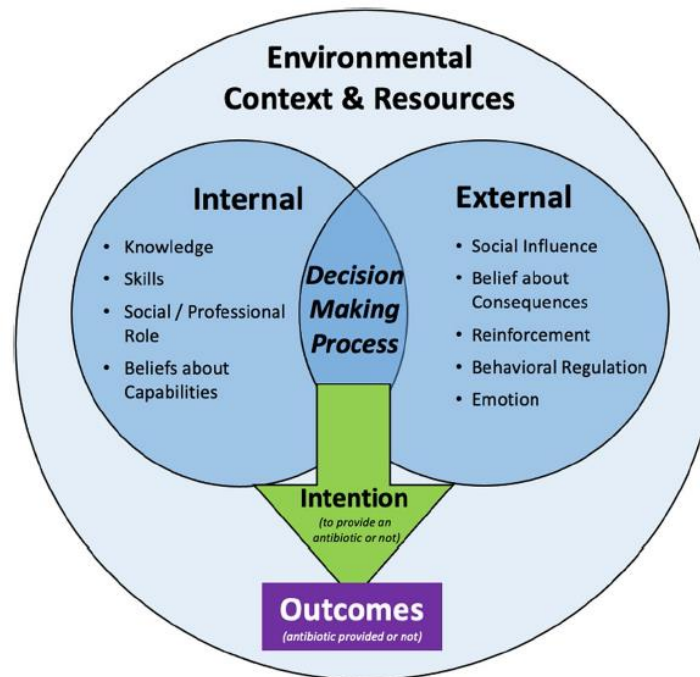 Environmental
Context & Resources
Internal
• Knowledge
• Skills
• Social / Professional
Role
• Beliefs about
Capabilities
Decision
Making
Process
External
• Social Influence
• Belief about
Consequences
• Reinforcement
• Behavioral Regulation
• Emotion
Intention
(to provide an
antibiotic or not)
Outcomes
(antibiotic provided or not)